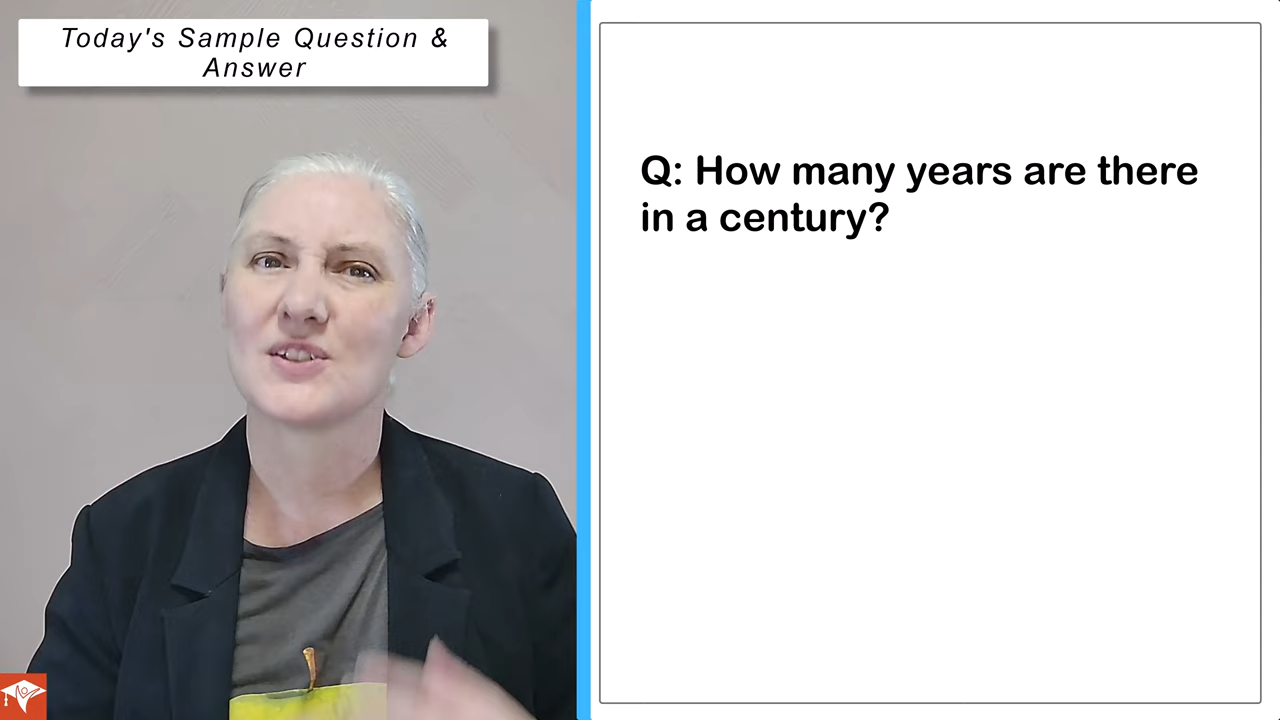 Today's Sample Question &
Answer
Q: How many years are there
in a century?